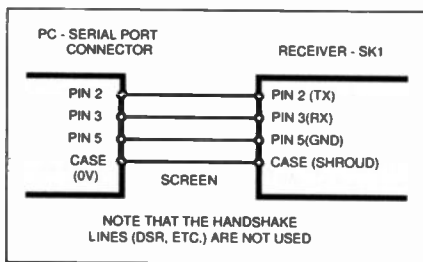 PC - SERIAL PORT
CONNECTOR
RECEIVER - SK1
PIN 2
PIN 2 (TX)
PIN 3
PIN 3(RX)
PIN 5
PIN 5(GND)
CASE
(0V)
CASE (SHROUD)
SCREEN
NOTE THAT THE HANDSHAKE
LINES (DSR, ETC.) ARE NOT USED